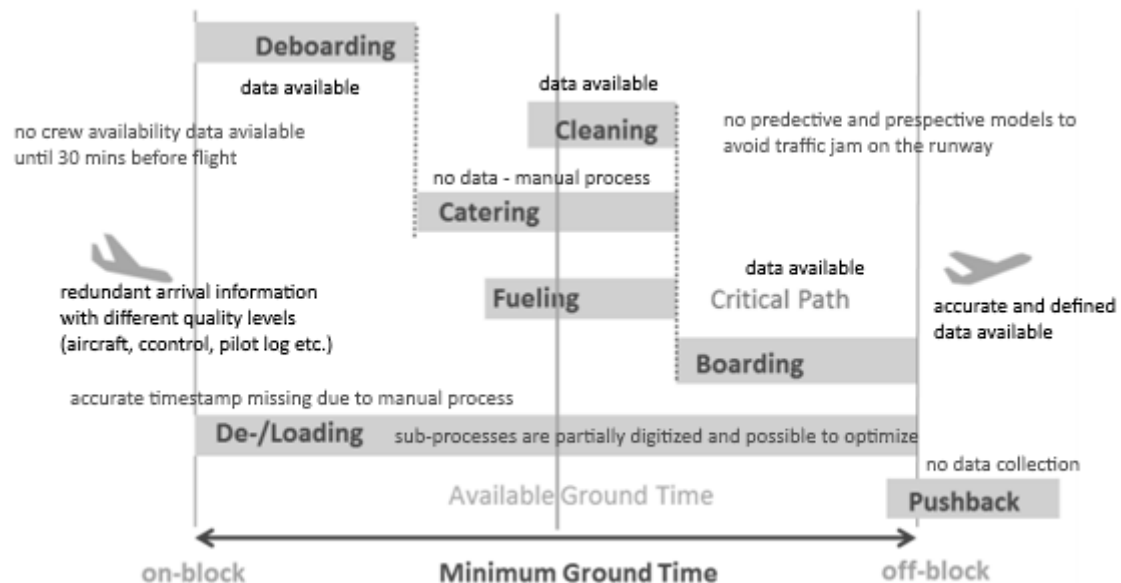 Deboarding
data available
data available
Cleaning
no crew availability data avialable
until 30 mins before flight
no predective and prespective models to
avoid traffic jam on the runway
no data - manual process
Catering
redundant arrival information
with different quality levels
(aircraft, ccontrol, pilot log etc.)
Fueling
data available
Critical Path
accurate and defined
data available
Boarding
accurate timestamp missing due to manual process
De-/Loading
sub-processes are partially digitized and possible to optimize
no data collection
Available Ground Time
Pushback
on-block
Minimum Ground Time
off-block